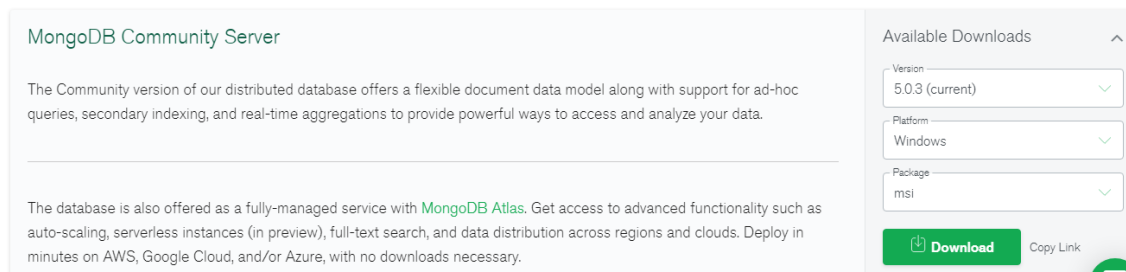 MongoDB Community Server
The Community version of our distributed database offers a flexible document data model along with support for ad-hoc
queries, secondary indexing, and real-time aggregations to provide powerful ways to access and analyze your data.
The database is also offered as a fully-managed service with MongoDB Atlas. Get access to advanced functionality such as
auto-scaling, serverless instances (in preview), full-text search, and data distribution across regions and clouds. Deploy in
minutes on AWS, Google Cloud, and/or Azure, with no downloads necessary.
Available Downloads
Version
5.0.3 (current)
Platform
Windows
Package
msi
Download Copy Link